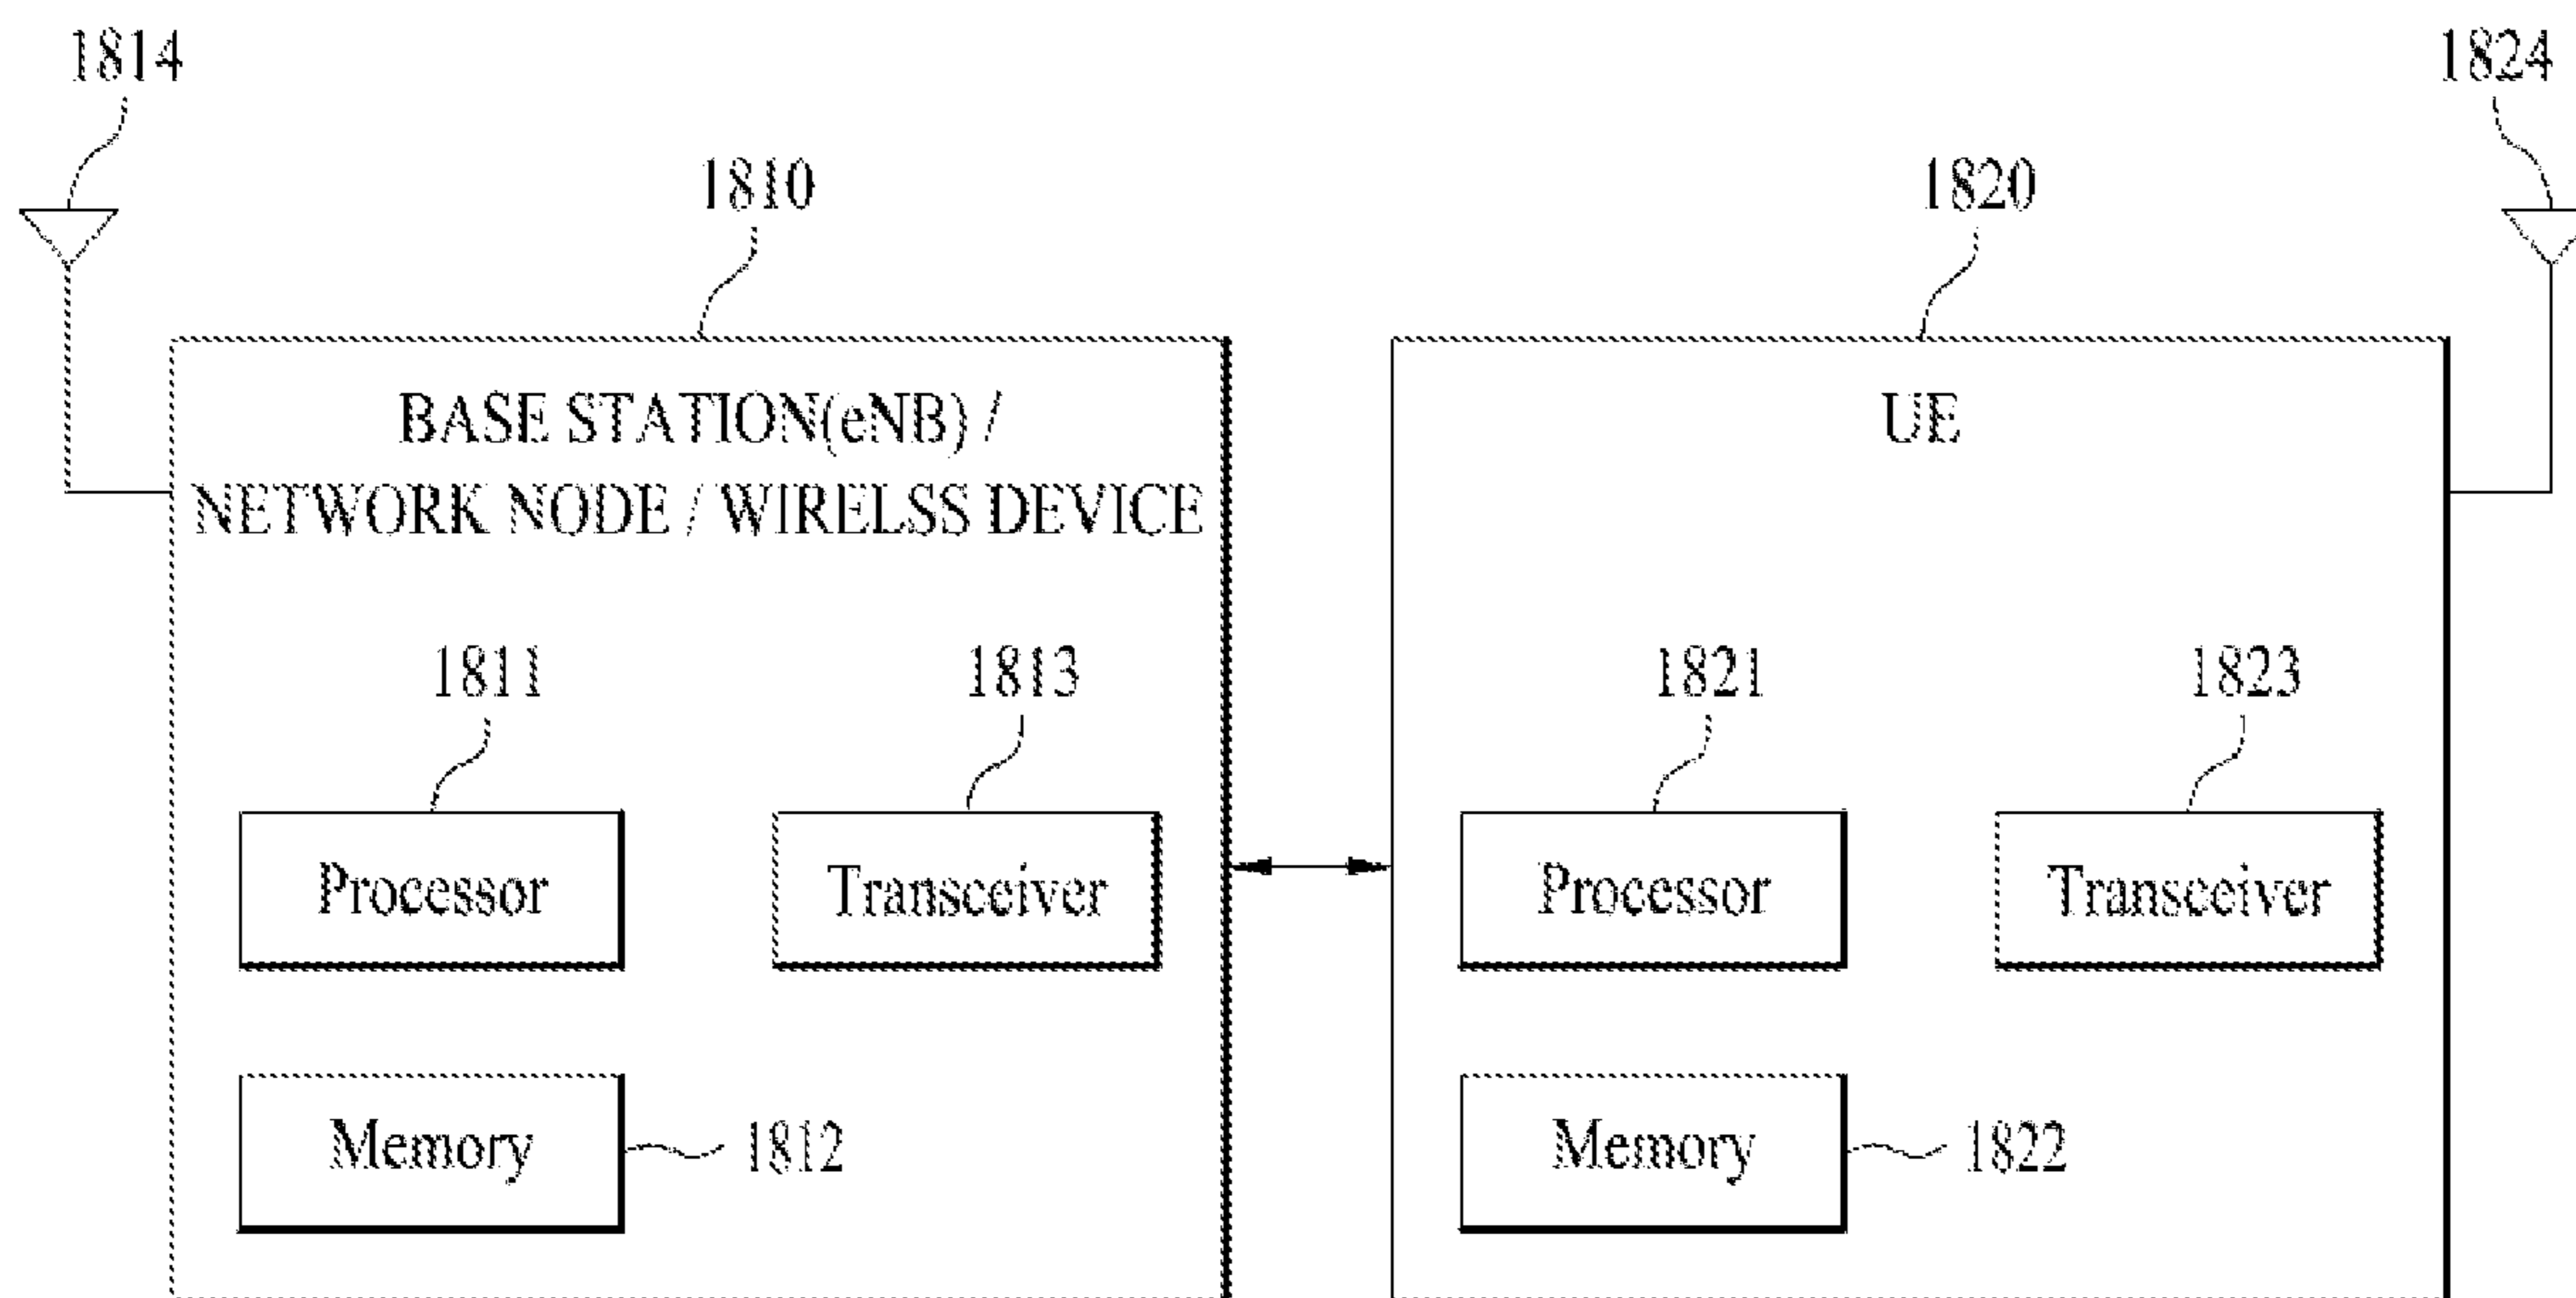 1814
1824
1810
1820
BASE STATION(eNB) /
NETWORK NODE / WIRELSS DEVICE
UE
1811
1813
1821
1823
Processor
Transceiver
Processor
Transceiver
Memory
1812
Memory
1822